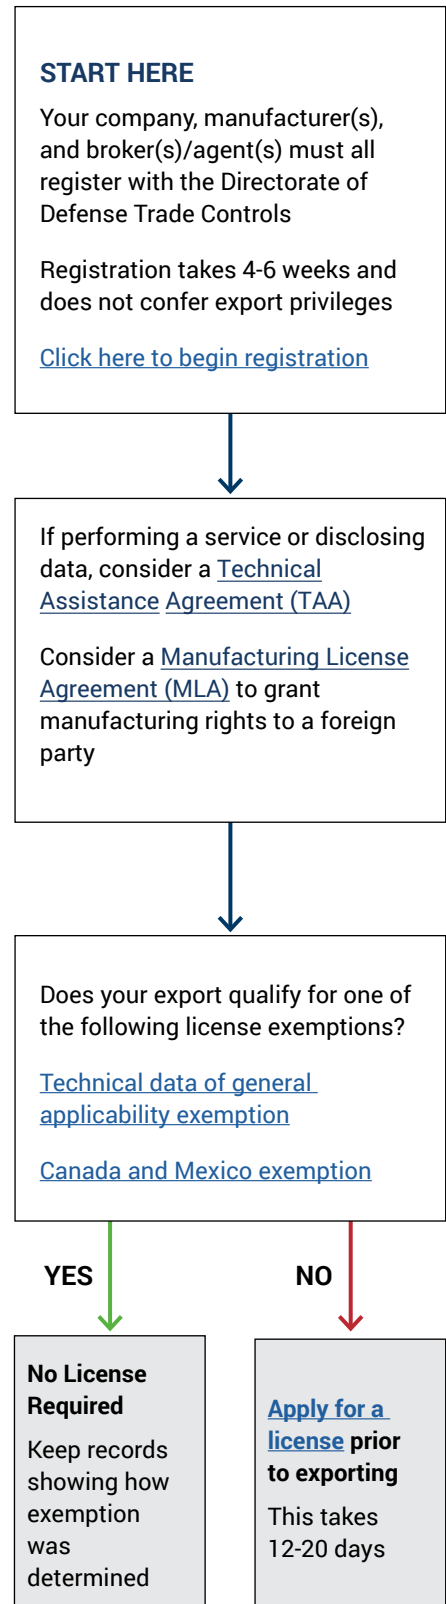 START HERE
Your company, manufacturer(s),
and broker(s)/agent(s) must all
register with the Directorate of
Defense Trade Controls
Registration takes 4-6 weeks and
does not confer export privileges
Click here to begin registration
If performing a service or disclosing
data, consider a Technical
Assistance Agreement (TAA)
Consider a Manufacturing License
Agreement (MLA) to grant
manufacturing rights to a foreign
party
Does your export qualify for one of
the following license exemptions?
Technical data of general
applicability exemption
Canada and Mexico exemption
YES
NO
No License
Required
Keep records
showing how
exemption
was
determined
Apply for a
license prior
to exporting
This takes
12-20 days